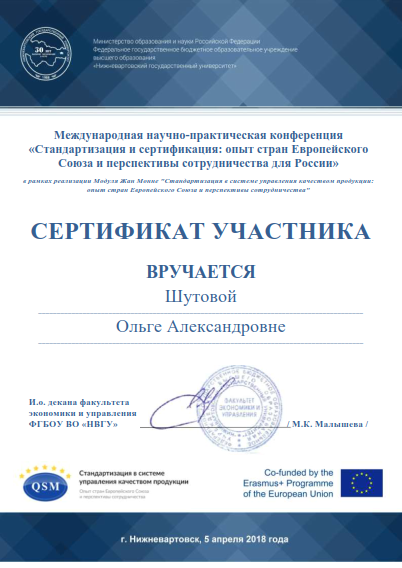 30 лет
Министерство образования и науки Российской Федерации
Федеральное государственное бюджетное образовательное учреждение
высшего образования
«Нижневартовский государственный университет»
Международная научно-практическая конференция
«Стандартизация и сертификация: опыт стран Европейского
Союза и перспективы сотрудничества для России»
в рамках реализации Модуля Жан Монне "Стандартизация в системе управления качеством продукции:
опыт стран Европейского Союза и перспективы сотрудничества"
СЕРТИФИКАТ УЧАСТНИКА
ВРУЧАЕТСЯ
Шутовой
Ольге Александровне
И.о. декана факультета
экономики и управления
ФГБОУ ВО «НВГУ»
ФАКУЛЬТЕТ
ЭКОНОМИКИ И
УПРАВЛЕНИЯ
/ М.К. Малышева /
QSM
Стандартизация в системе
управления качеством продукции
Опыт стран Европейского Союза
и перспективы сотрудничества
Co-funded by the
Erasmus+ Programme
of the European Union
г. Нижневартовск, 5 апреля 2018 года